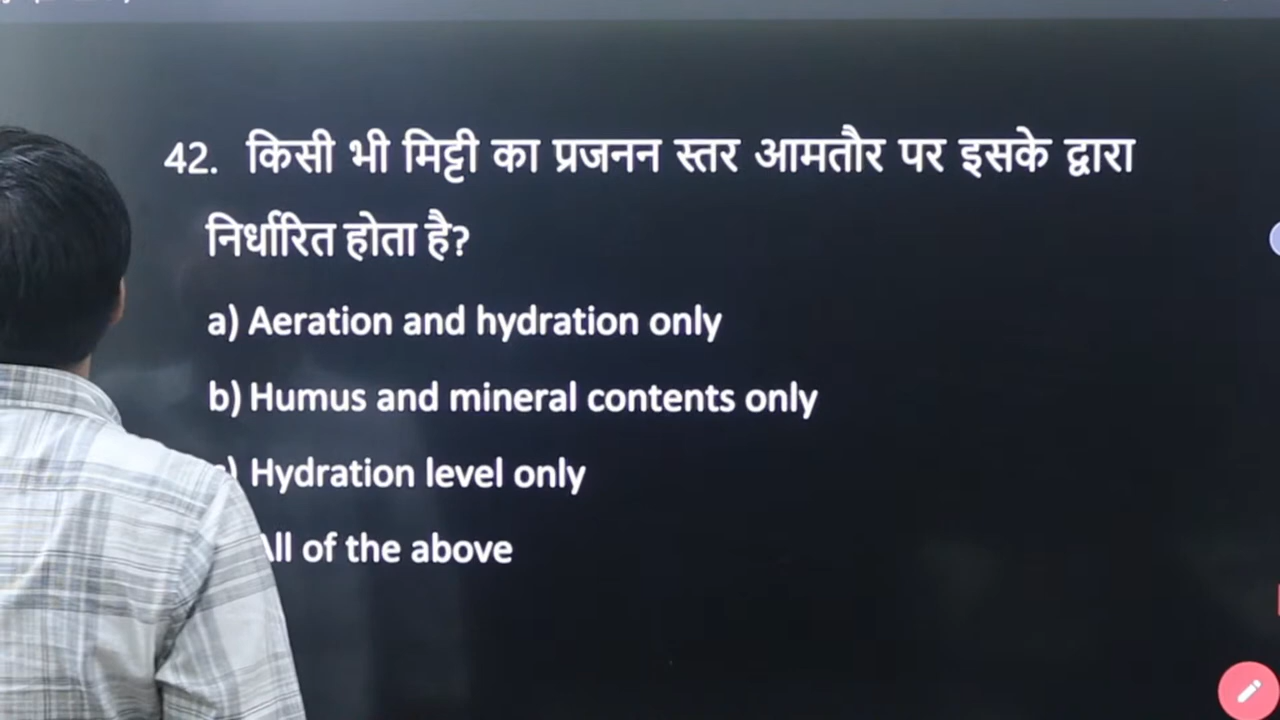 42. किसी भी मिट्टी का प्रजनन स्तर आमतौर पर इसके द्वारा
निर्धारित होता है?
a) Aeration and hydration only
b) Humus and mineral contents only
Hydration level only
All of the above